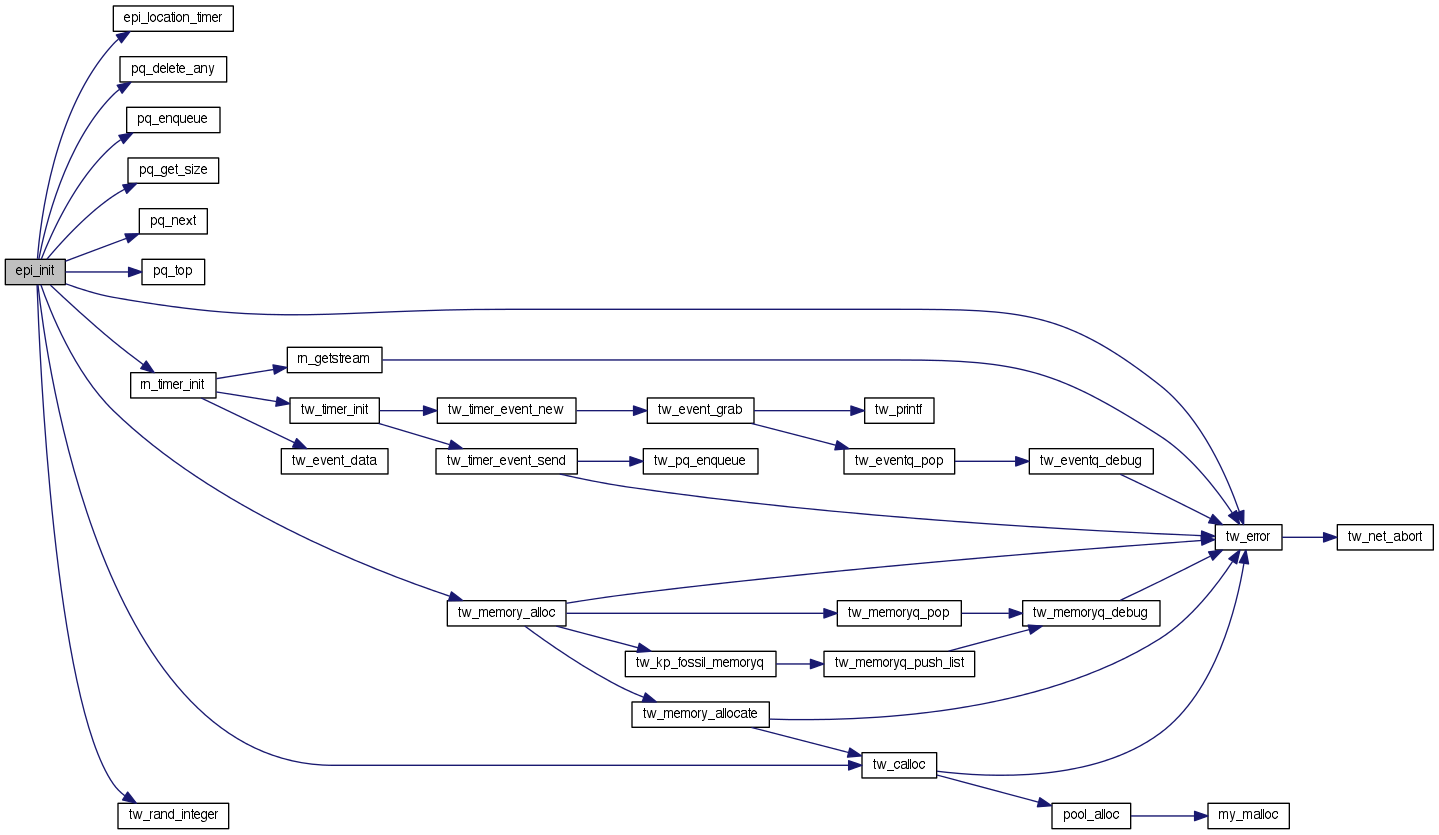 epi_location_timer
pq_delete_any
pq_enqueue
pq_get_size
pq_next
epi_init
pq_top
rn_getstream
rn_timer_init
tw_timer_init
tw_timer_event_new
tw_event_grab
tw_printf
tw_event_data
tw_timer_event_send
tw_pq_enqueue
tw_eventq_pop
tw_eventq_debug
tw_error
tw_net_abort
tw_memory_alloc
tw_memoryq_pop
tw_memoryq_debug
tw_kp_fossil_memoryq
tw_memoryq_push_list
tw_memory_allocate
tw_calloc
tw_rand_integer
pool_alloc
my_malloc